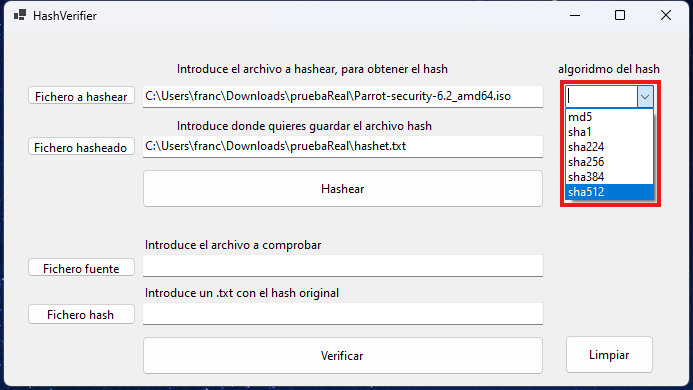 HashVerifier
Introduce el archivo a hashear, para obtener el hash
algoridmo del hash
Fichero a hashear
C:\Users\franc\Downloads\pruebaReal\Parrot-security-6.2_amd64.iso
md5
sha1
sha224
sha256
sha384
sha512
Introduce donde quieres guardar el archivo hash
Fichero hasheado
C:\Users\franc\Downloads\pruebaReal\hashet.txt
Hashear
Introduce el archivo a comprobar
Fichero fuente
Introduce un .txt con el hash original
Fichero hash
Verificar
Limpiar